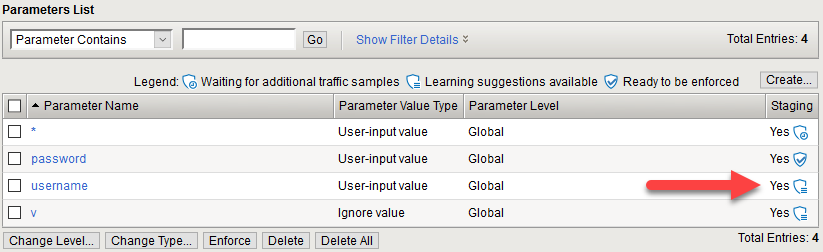 Parameters List
Parameter Contains Go Show Filter Details Total Entries: 4
Legend: Waiting for additional traffic samples Learning suggestions available Ready to be enforced Create...
Parameter Name Parameter Value Type Parameter Level Staging
* User-input value Global Yes
password User-input value Global Yes
username User-input value Global Yes
v Ignore value Global Yes
Change Level... Change Type... Enforce Delete Delete All Total Entries: 4